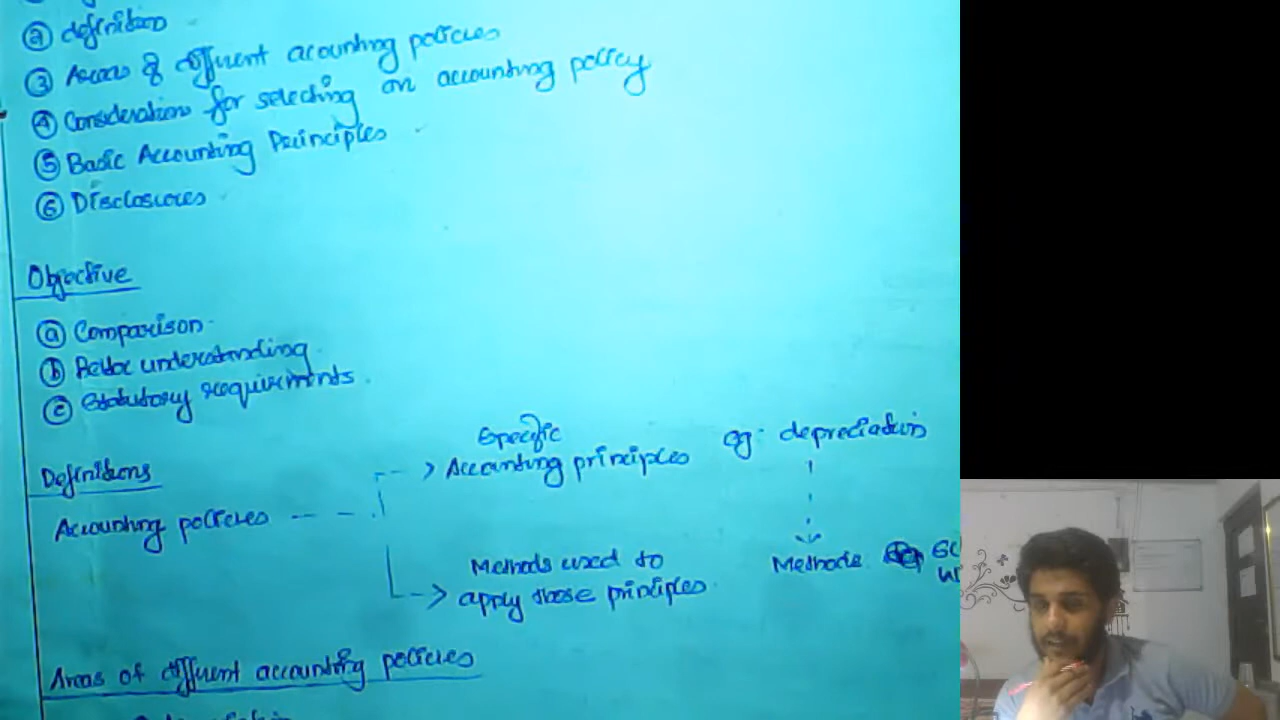 ② definition
③ Areas of different acounting policies
④ Consideration for selecting an accounting policy
⑤ Basic Accounting Principles
⑥ Disclosures
Objective
ⓐ Comparison
ⓑ Better understanding
ⓒ Statutory requirements
Definitions
Accounting policies
Specific
Accounting principles
eg: depreciation
Methods used to
apply those principles
Methods
Areas of different accounting policies